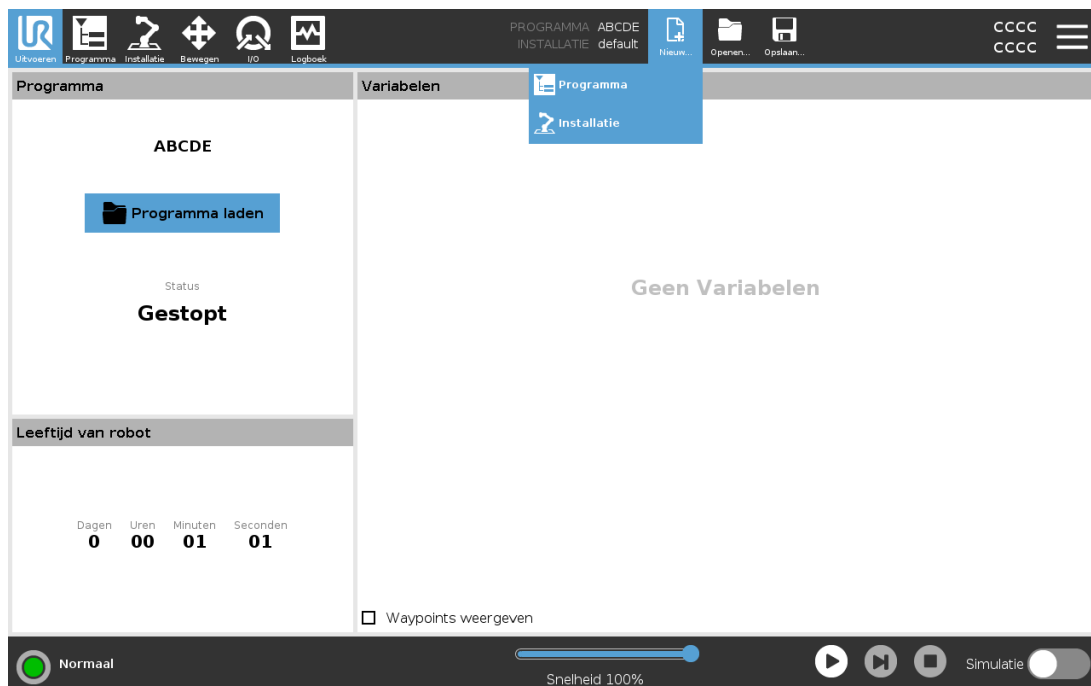 UR
Uitvoeren Programma Installatie Bewegen I/O Logboek
PROGRAMMA ABCDE
INSTALLATIE default
Nieuw... Openen... Opslaan...
CCCC
CCCC
Programma
Installatie
Programma
ABCDE
Programma laden
Status
Gestopt
Variabelen
Geen Variabelen
Waypoints weergeven
Leeftijd van robot
Dagen Uren Minuten Seconden
0 00 01 01
Normaal
Snelheid 100%
Simulatie